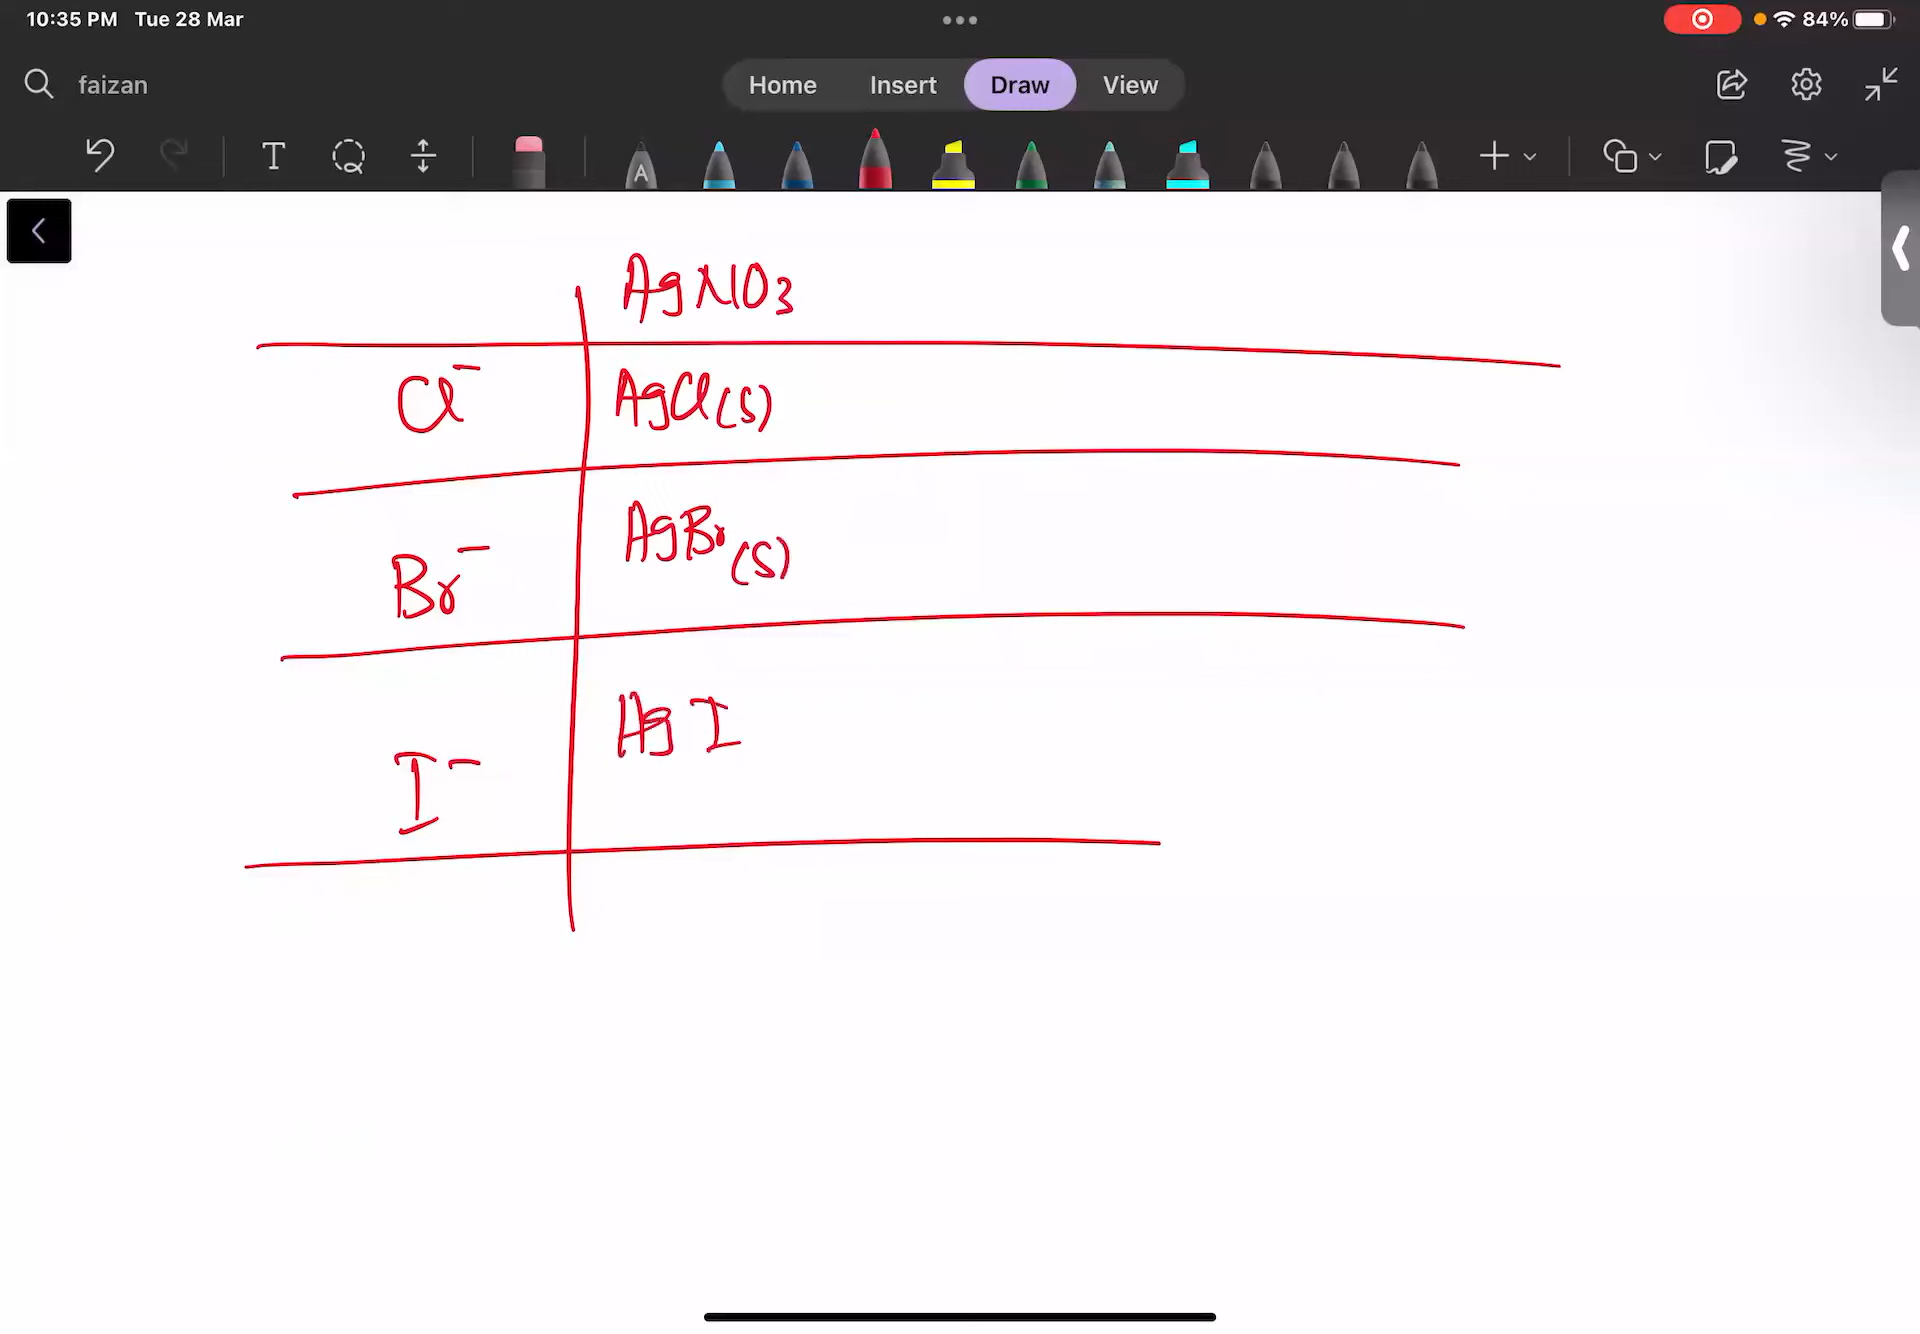 10:35 PM Tue 28 Mar
84%
faizan
Home Insert Draw View
T
A
AgNO3
Cl⁻ AgCl(s)
Br⁻ AgBr(s)
I⁻ AgI